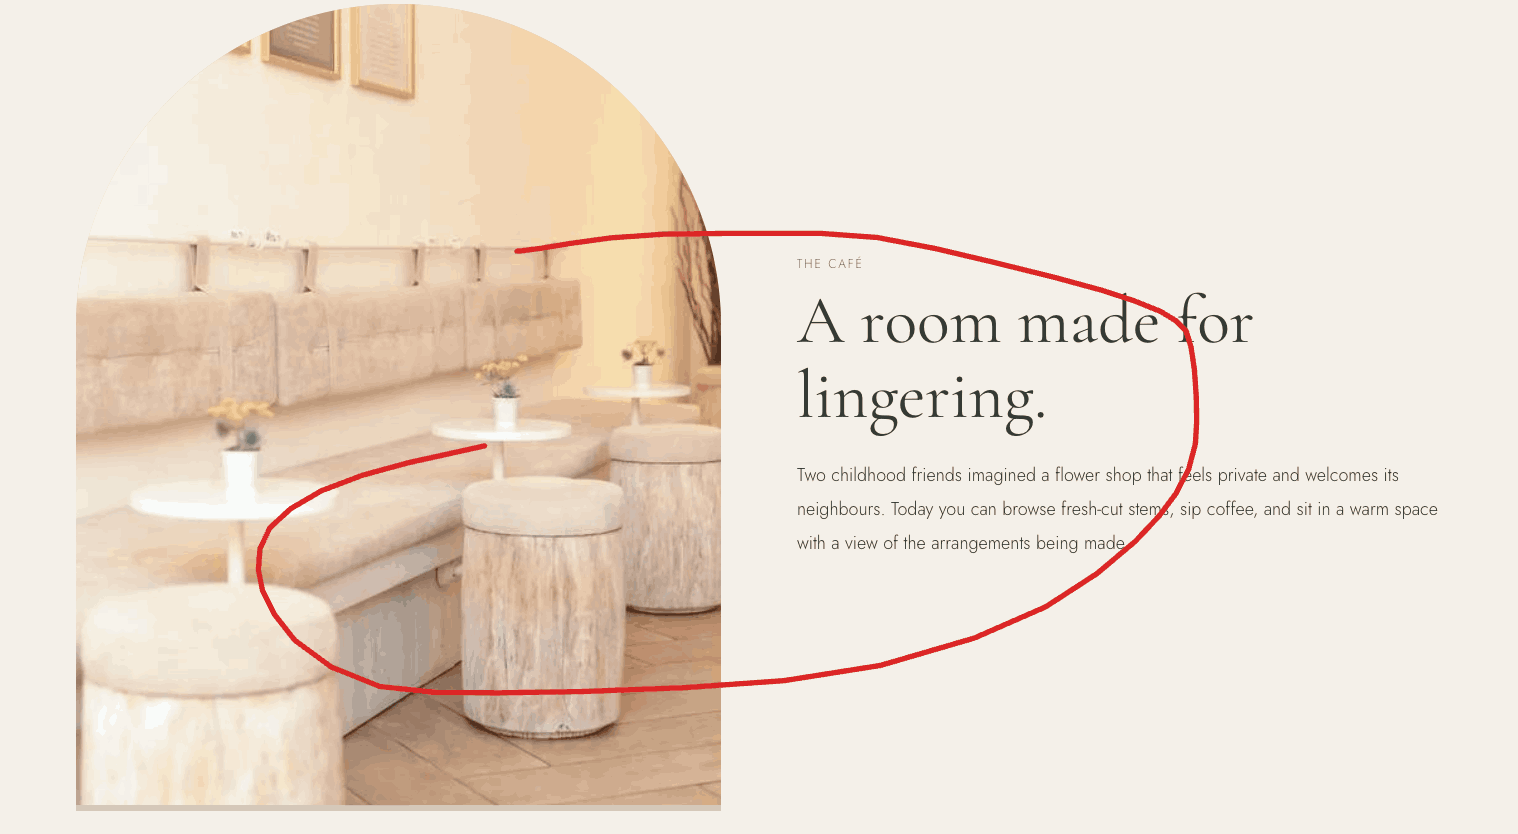 THE CAFÉ
A room made for
lingering.
Two childhood friends imagined a flower shop that feels private and welcomes its
neighbours. Today you can browse fresh-cut stems, sip coffee, and sit in a warm space
with a view of the arrangements being made.